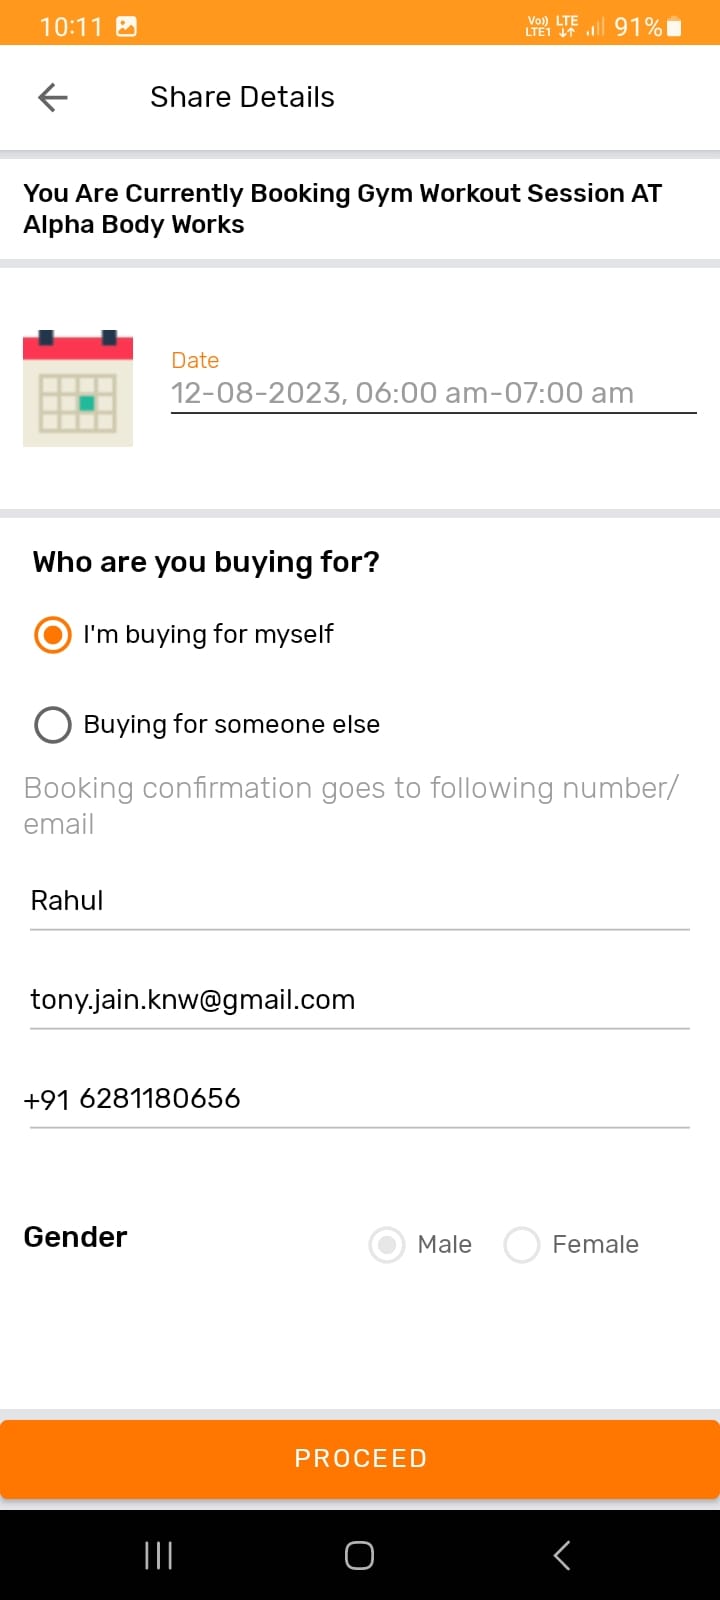 10:11 Vo)) LTE1 LTE 91%
Share Details
You Are Currently Booking Gym Workout Session AT
Alpha Body Works
Date
12-08-2023, 06:00 am-07:00 am
Who are you buying for?
I'm buying for myself
Buying for someone else
Booking confirmation goes to following number/
email
Rahul
tony.jain.knw@gmail.com
+91 6281180656
Gender Male Female
PROCEED